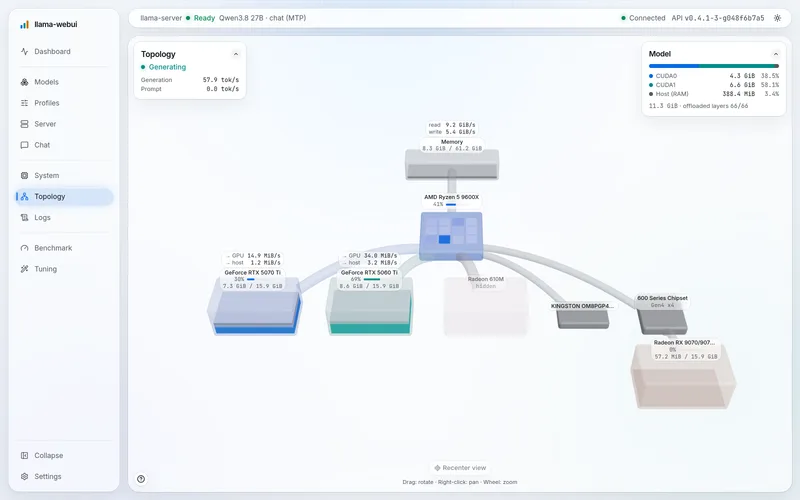 llama-webui
Dashboard
Models
Profiles
Server
Chat
System
Topology
Logs
Benchmark
Tuning
Collapse
Settings
llama-server Ready Qwen3.8 27B · chat (MTP)
Connected API v0.4.1-3-g048f6b7a5
Topology
Generating
Generation 57.9 tok/s
Prompt 0.0 tok/s
Model
CUDA0 4.3 GiB 38.5%
CUDA1 6.6 GiB 58.1%
Host (RAM) 388.4 MiB 3.4%
11.3 GiB · offloaded layers 66/66
read 9.2 GiB/s
write 5.4 GiB/s
Memory
8.3 GiB / 61.2 GiB
AMD Ryzen 5 9600X
41%
→ GPU 14.9 MiB/s
→ host 1.2 MiB/s
GeForce RTX 5070 Ti
30%
7.3 GiB / 15.9 GiB
→ GPU 34.0 MiB/s
→ host 3.2 MiB/s
GeForce RTX 5060 Ti
69%
8.6 GiB / 15.9 GiB
Radeon 610M
hidden
KINGSTON OM8PGP4...
600 Series Chipset
Gen4 x4
Radeon RX 9070/907...
0%
57.2 MiB / 15.9 GiB
Recenter view
Drag: rotate · Right-click: pan · Wheel: zoom